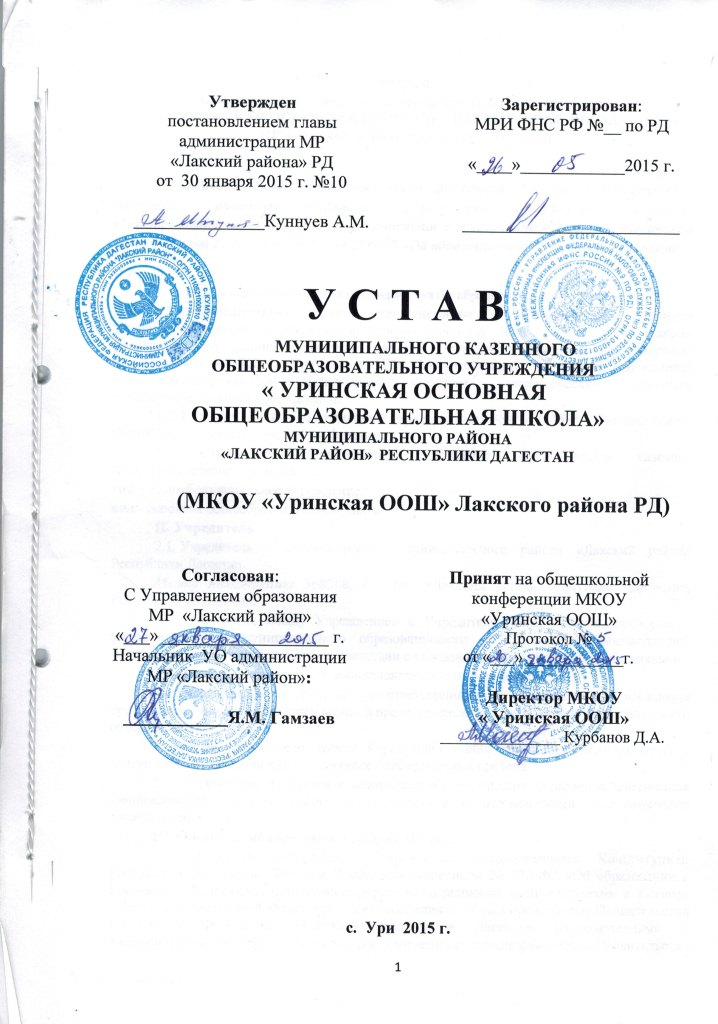 Утвержден
постановлением главы
администрации МР
«Лакский района» РД
от 30 января 2015 г. №10
Куннуев А.М.
Зарегистрирован:
МРИ ФНС РФ №__ по РД
«26» 05 2015 г.
У С Т А В
МУНИЦИПАЛЬНОГО КАЗЕННОГО
ОБЩЕОБРАЗОВАТЕЛЬНОГО УЧРЕЖДЕНИЯ
« УРИНСКАЯ ОСНОВНАЯ
ОБЩЕОБРАЗОВАТЕЛЬНАЯ ШКОЛА»
МУНИЦИПАЛЬНОГО РАЙОНА
«ЛАКСКИЙ РАЙОН» РЕСПУБЛИКИ ДАГЕСТАН
(МКОУ «Уринская ООШ» Лакского района РД)
Согласован:
С Управлением образования
МР «Лакский район»
«27» января 2015 г.
Начальник УО администрации
МР «Лакский район»:
Я.М. Гамзаев
Принят на общешкольной
конференции МКОУ
«Уринская ООШ»
Протокол № 5
от «20» января 2015г.
Директор МКОУ
« Уринская ООШ»
Курбанов Д.А.
с. Ури 2015 г.
1